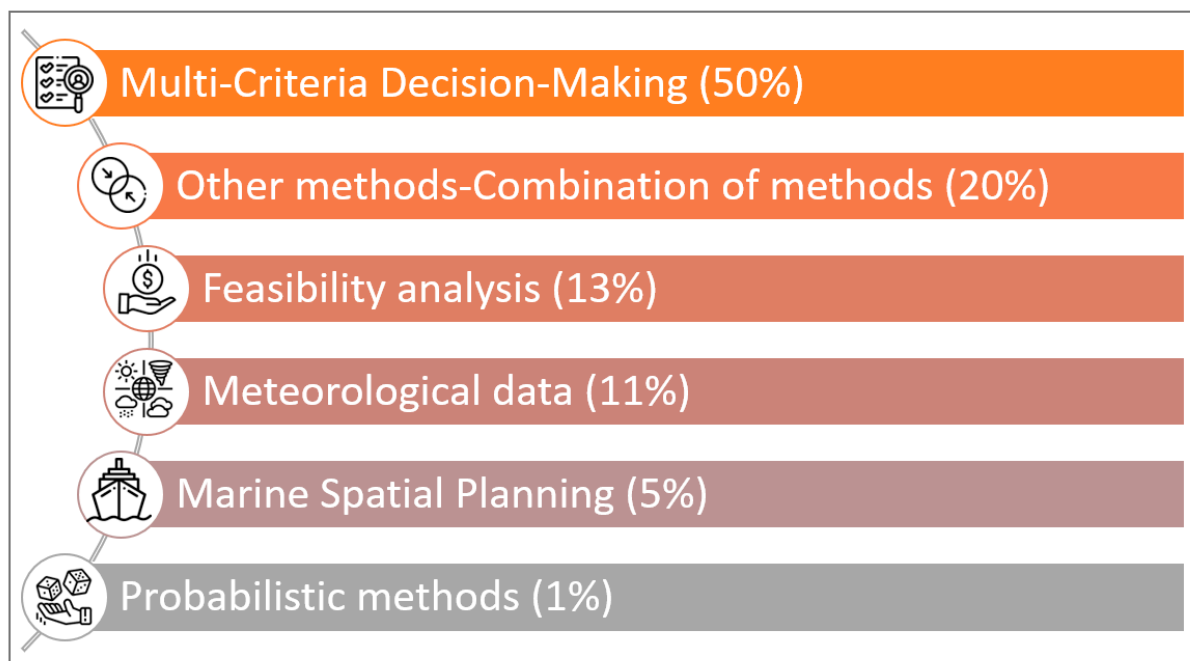 Multi-Criteria Decision-Making (50%)
Other methods-Combination of methods (20%)
Feasibility analysis (13%)
Meteorological data (11%)
Marine Spatial Planning (5%)
Probabilistic methods (1%)